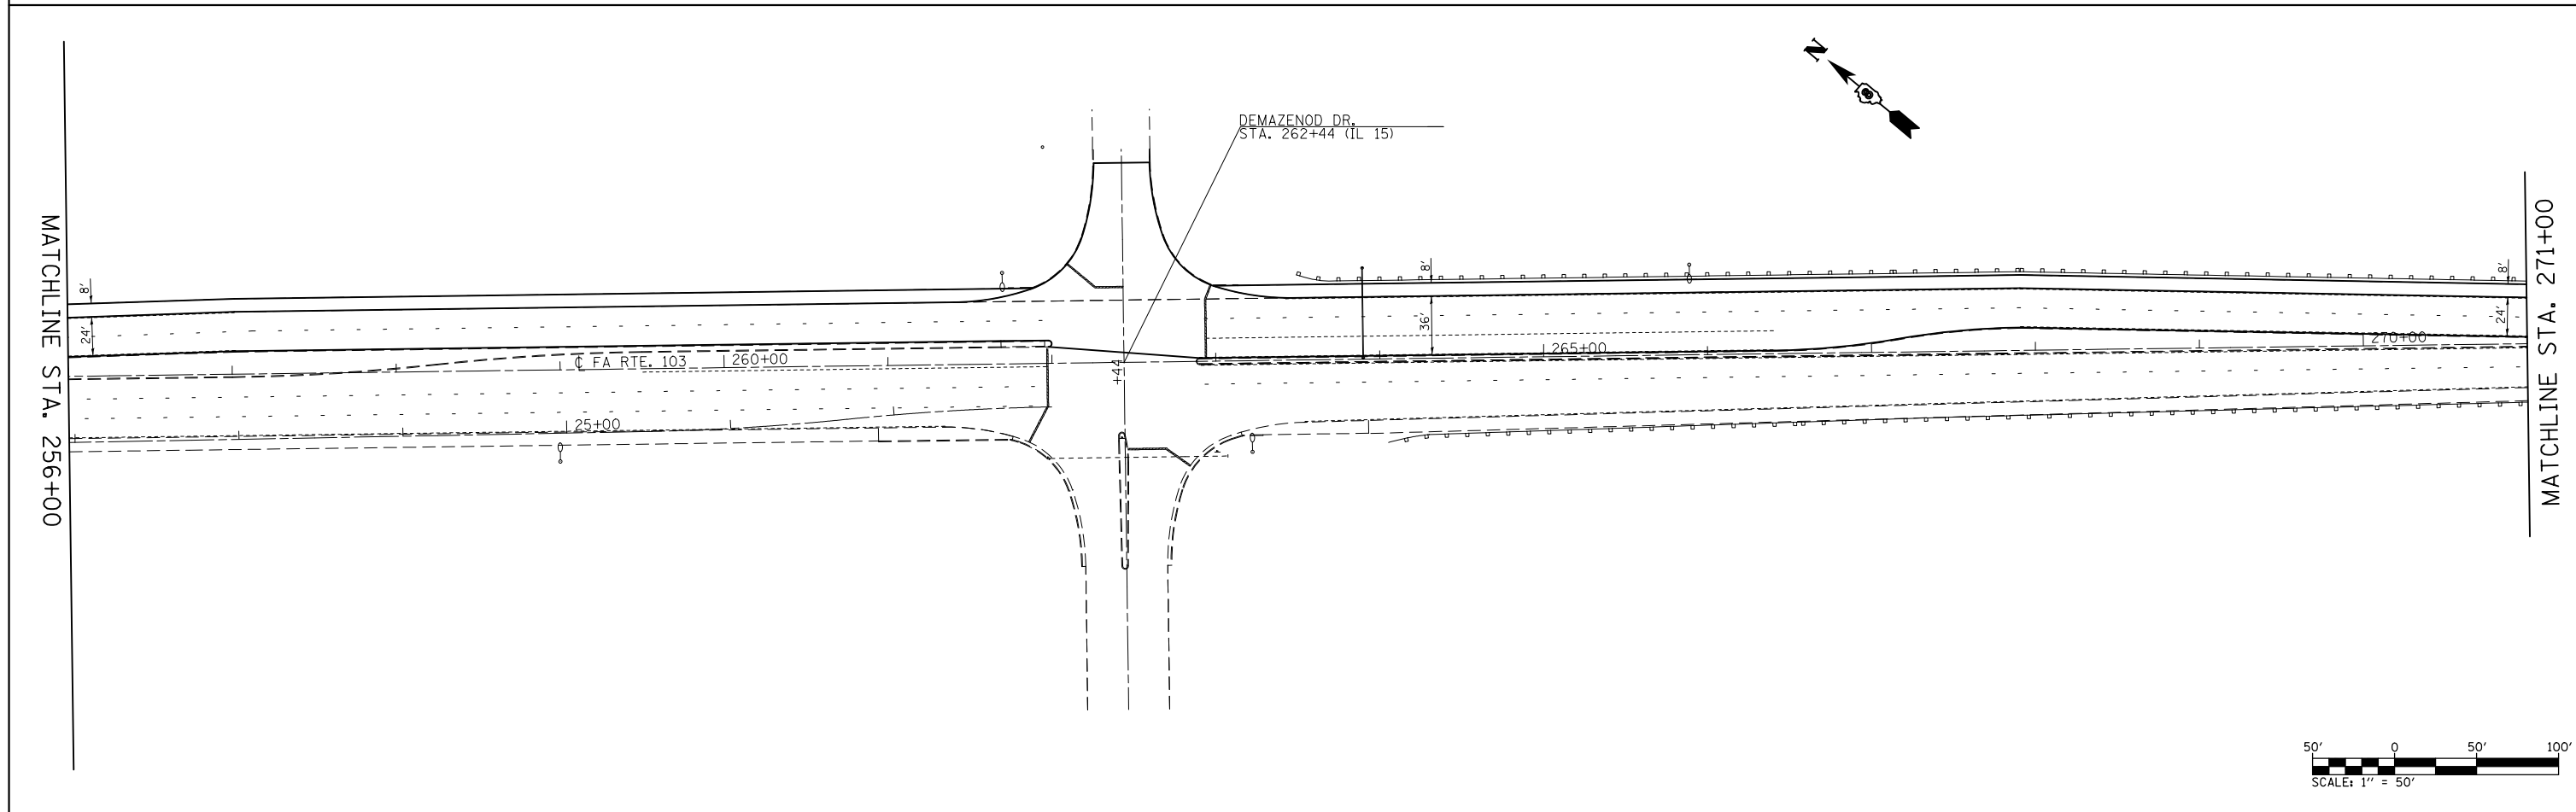 N
DEMAZENOD DR.
STA. 262+44 (IL 15)
MATCHLINE STA. 256+00
MATCHLINE STA. 271+00
8'
8'
8'
24'
36'
24'
℄ FA RTE. 103
260+00
265+00
270+00
+44
25+00
50' 0 50' 100'
SCALE: 1" = 50'